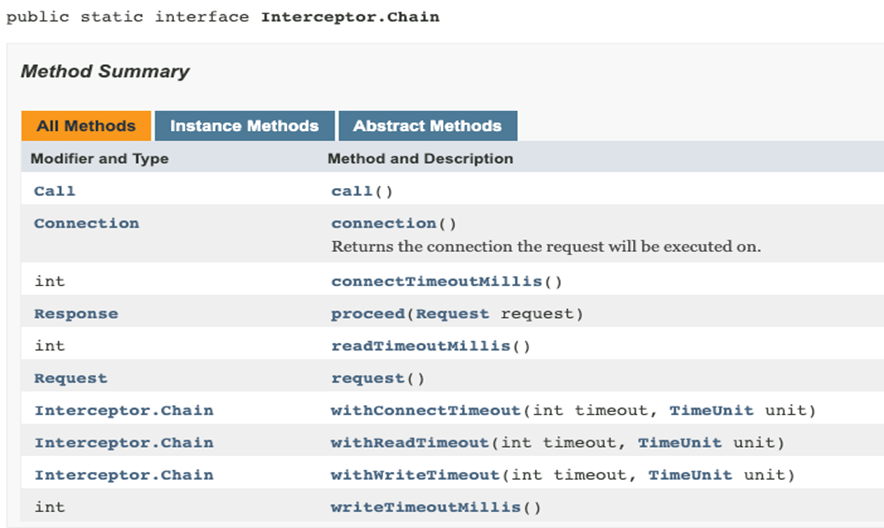 public static interface Interceptor.Chain
Method Summary
All Methods Instance Methods Abstract Methods
Modifier and Type Method and Description
Call call()
Connection connection()
Returns the connection the request will be executed on.
int connectTimeoutMillis()
Response proceed(Request request)
int readTimeoutMillis()
Request request()
Interceptor.Chain withConnectTimeout(int timeout, TimeUnit unit)
Interceptor.Chain withReadTimeout(int timeout, TimeUnit unit)
Interceptor.Chain withWriteTimeout(int timeout, TimeUnit unit)
int writeTimeoutMillis()